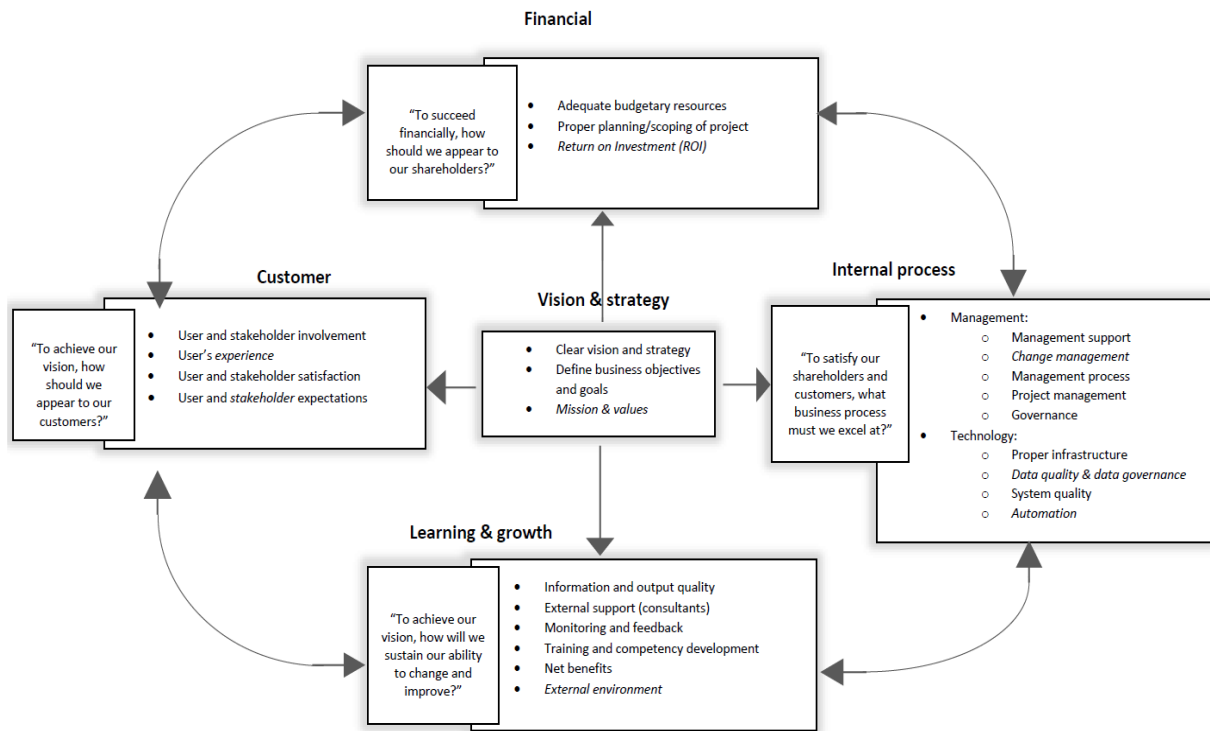 Financial
“To succeed
financially, how
should we appear to
our shareholders?”
• Adequate budgetary resources
• Proper planning/scoping of project
• Return on Investment (ROI)
Customer
“To achieve our
vision, how
should we
appear to our
customers?”
• User and stakeholder involvement
• User’s experience
• User and stakeholder satisfaction
• User and stakeholder expectations
Vision & strategy
• Clear vision and strategy
• Define business objectives
and goals
• Mission & values
Internal process
“To satisfy our
shareholders and
customers, what
business process
must we excel at?”
• Management:
o Management support
o Change management
o Management process
o Project management
o Governance
• Technology:
o Proper infrastructure
o Data quality & data governance
o System quality
o Automation
Learning & growth
“To achieve our
vision, how will we
sustain our ability
to change and
improve?”
• Information and output quality
• External support (consultants)
• Monitoring and feedback
• Training and competency development
• Net benefits
• External environment